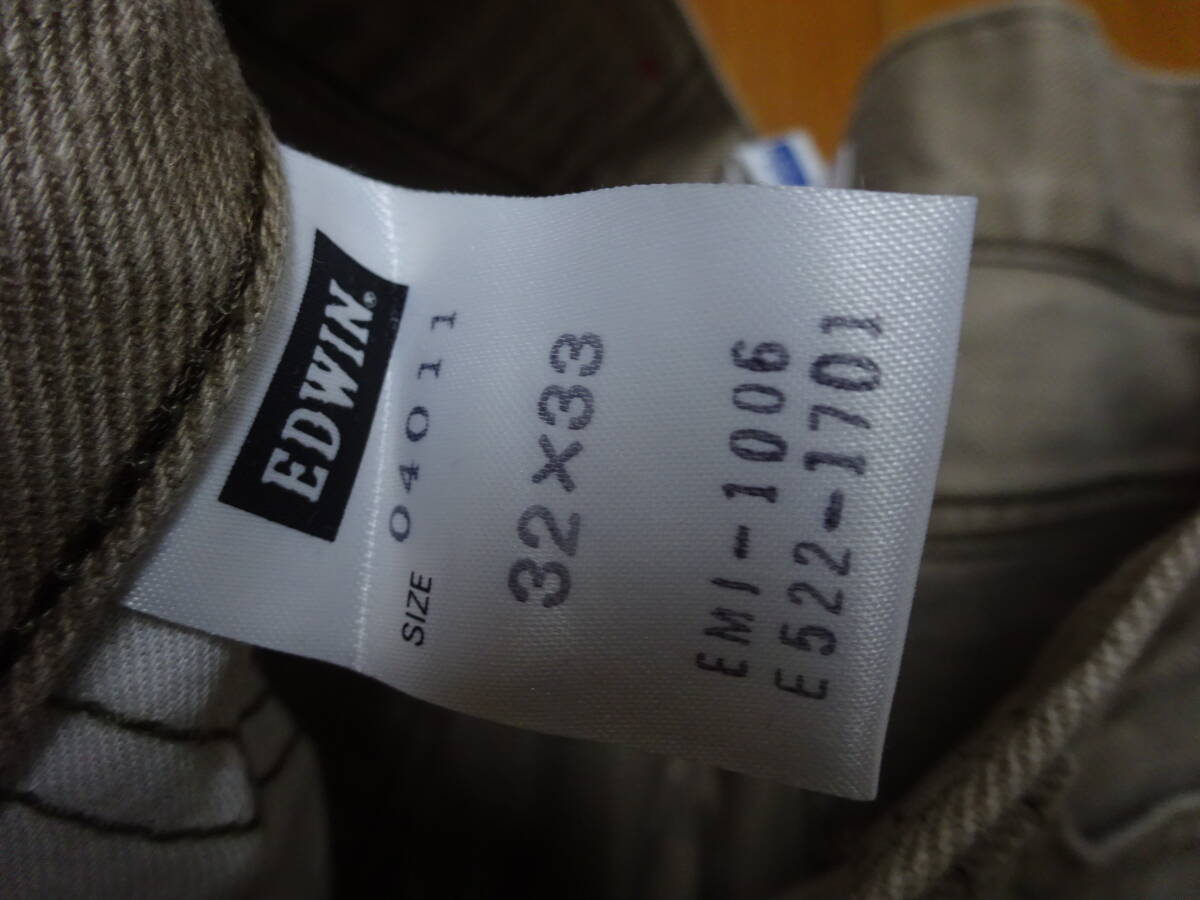 EDWIN®
SIZE 04011
32×33
EMI-1006
E522-1701